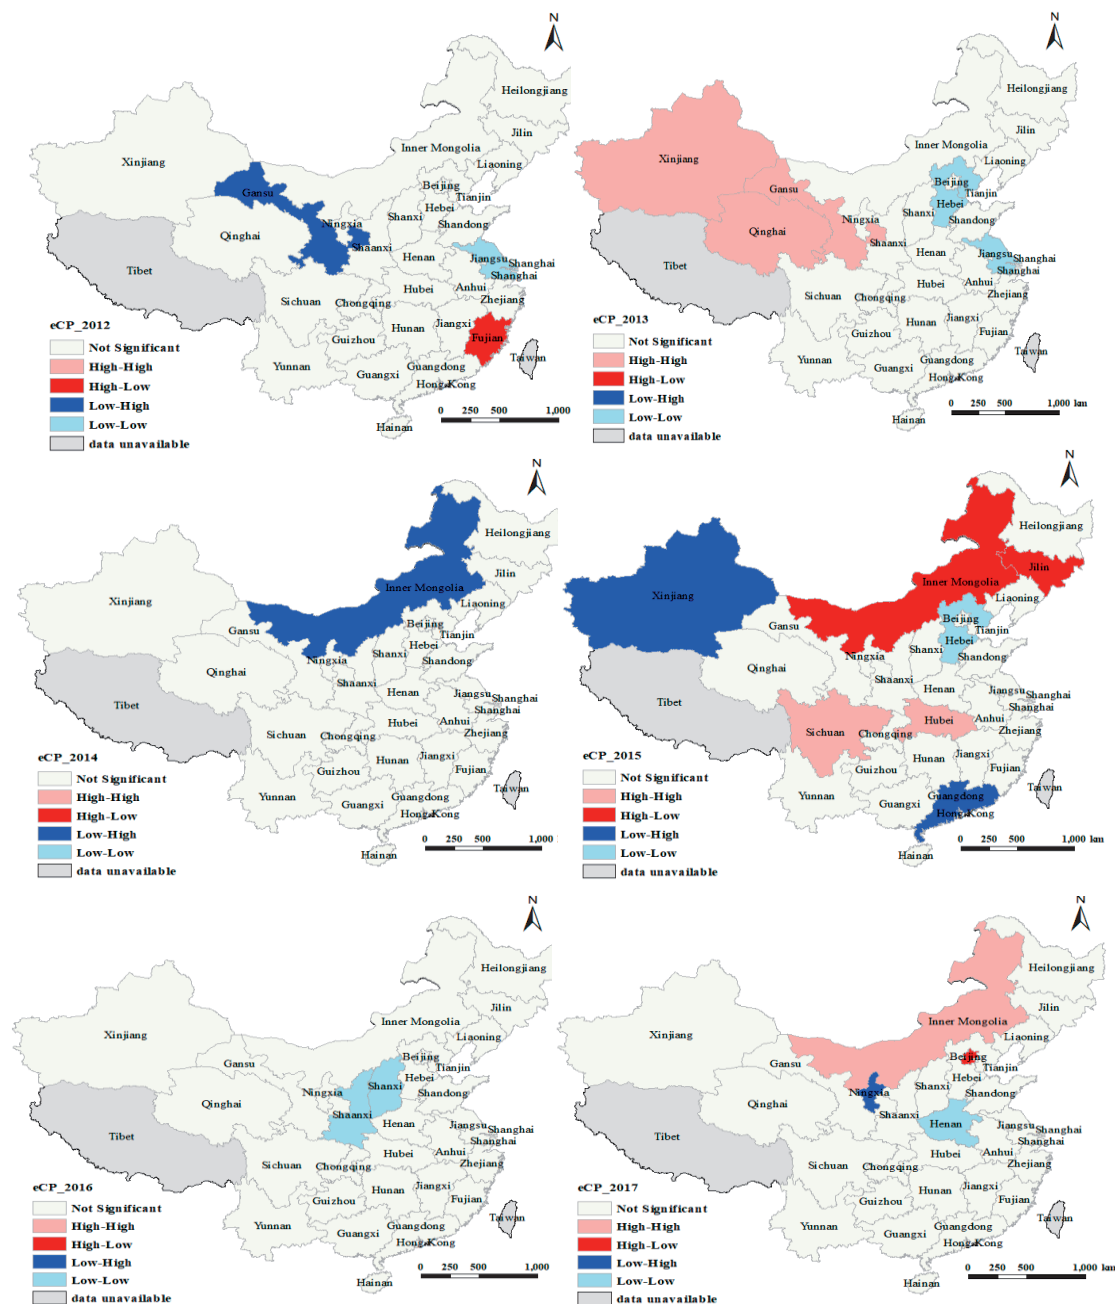 N
Heilongjiang
Jilin
Inner Mongolia
Liaoning
Xinjiang
Gansu
Beijing
Tianjin
Hebei
Shanxi
Shandong
Ningxia
Qinghai
Shaanxi
Henan
Jiangsu
Shanghai
Shanghai
Tibet
Hubei
Anhui
Sichuan
Chongqing
Zhejiang
Hunan
Jiangxi
Fujian
Guizhou
Taiwan
Yunnan
Guangxi
Guangdong
Hong Kong
Hainan
eCP_2012
Not Significant
High-High
High-Low
Low-High
Low-Low
data unavailable
0 250 500 1,000
N
Heilongjiang
Jilin
Inner Mongolia
Liaoning
Xinjiang
Gansu
Beijing
Tianjin
Hebei
Shanxi
Shandong
Ningxia
Qinghai
Shaanxi
Henan
Jiangsu
Shanghai
Shanghai
Tibet
Hubei
Anhui
Sichuan
Chongqing
Zhejiang
Hunan
Jiangxi
Fujian
Guizhou
Taiwan
Yunnan
Guangxi
Guangdong
Hong Kong
Hainan
eCP_2013
Not Significant
High-High
High-Low
Low-High
Low-Low
data unavailable
0 250 500 1,000 km
N
Heilongjiang
Jilin
Inner Mongolia
Liaoning
Xinjiang
Gansu
Beijing
Tianjin
Hebei
Shanxi
Shandong
Ningxia
Qinghai
Shaanxi
Henan
Jiangsu
Shanghai
Shanghai
Tibet
Hubei
Anhui
Sichuan
Chongqing
Zhejiang
Hunan
Jiangxi
Fujian
Guizhou
Taiwan
Yunnan
Guangxi
Guangdong
Hong Kong
Hainan
eCP_2014
Not Significant
High-High
High-Low
Low-High
Low-Low
data unavailable
0 250 500 1,000
N
Heilongjiang
Jilin
Inner Mongolia
Liaoning
Xinjiang
Gansu
Beijing
Tianjin
Hebei
Shanxi
Shandong
Ningxia
Qinghai
Shaanxi
Henan
Jiangsu
Shanghai
Shanghai
Tibet
Hubei
Anhui
Sichuan
Chongqing
Zhejiang
Hunan
Jiangxi
Fujian
Guizhou
Taiwan
Yunnan
Guangxi
Guangdong
Hong Kong
Hainan
eCP_2015
Not Significant
High-High
High-Low
Low-High
Low-Low
data unavailable
0 250 500 1,000 km
N
Heilongjiang
Jilin
Inner Mongolia
Liaoning
Xinjiang
Gansu
Beijing
Tianjin
Hebei
Shanxi
Shandong
Ningxia
Qinghai
Shaanxi
Henan
Jiangsu
Shanghai
Shanghai
Tibet
Hubei
Anhui
Sichuan
Chongqing
Zhejiang
Hunan
Jiangxi
Fujian
Guizhou
Taiwan
Yunnan
Guangxi
Guangdong
Hong Kong
Hainan
eCP_2016
Not Significant
High-High
High-Low
Low-High
Low-Low
data unavailable
0 250 500 1,000
N
Heilongjiang
Jilin
Inner Mongolia
Liaoning
Xinjiang
Gansu
Beijing
Tianjin
Hebei
Shanxi
Shandong
Ningxia
Qinghai
Shaanxi
Henan
Jiangsu
Shanghai
Shanghai
Tibet
Hubei
Anhui
Sichuan
Chongqing
Zhejiang
Hunan
Jiangxi
Fujian
Guizhou
Taiwan
Yunnan
Guangxi
Guangdong
Hong Kong
Hainan
eCP_2017
Not Significant
High-High
High-Low
Low-High
Low-Low
data unavailable
0 250 500 1,000 km